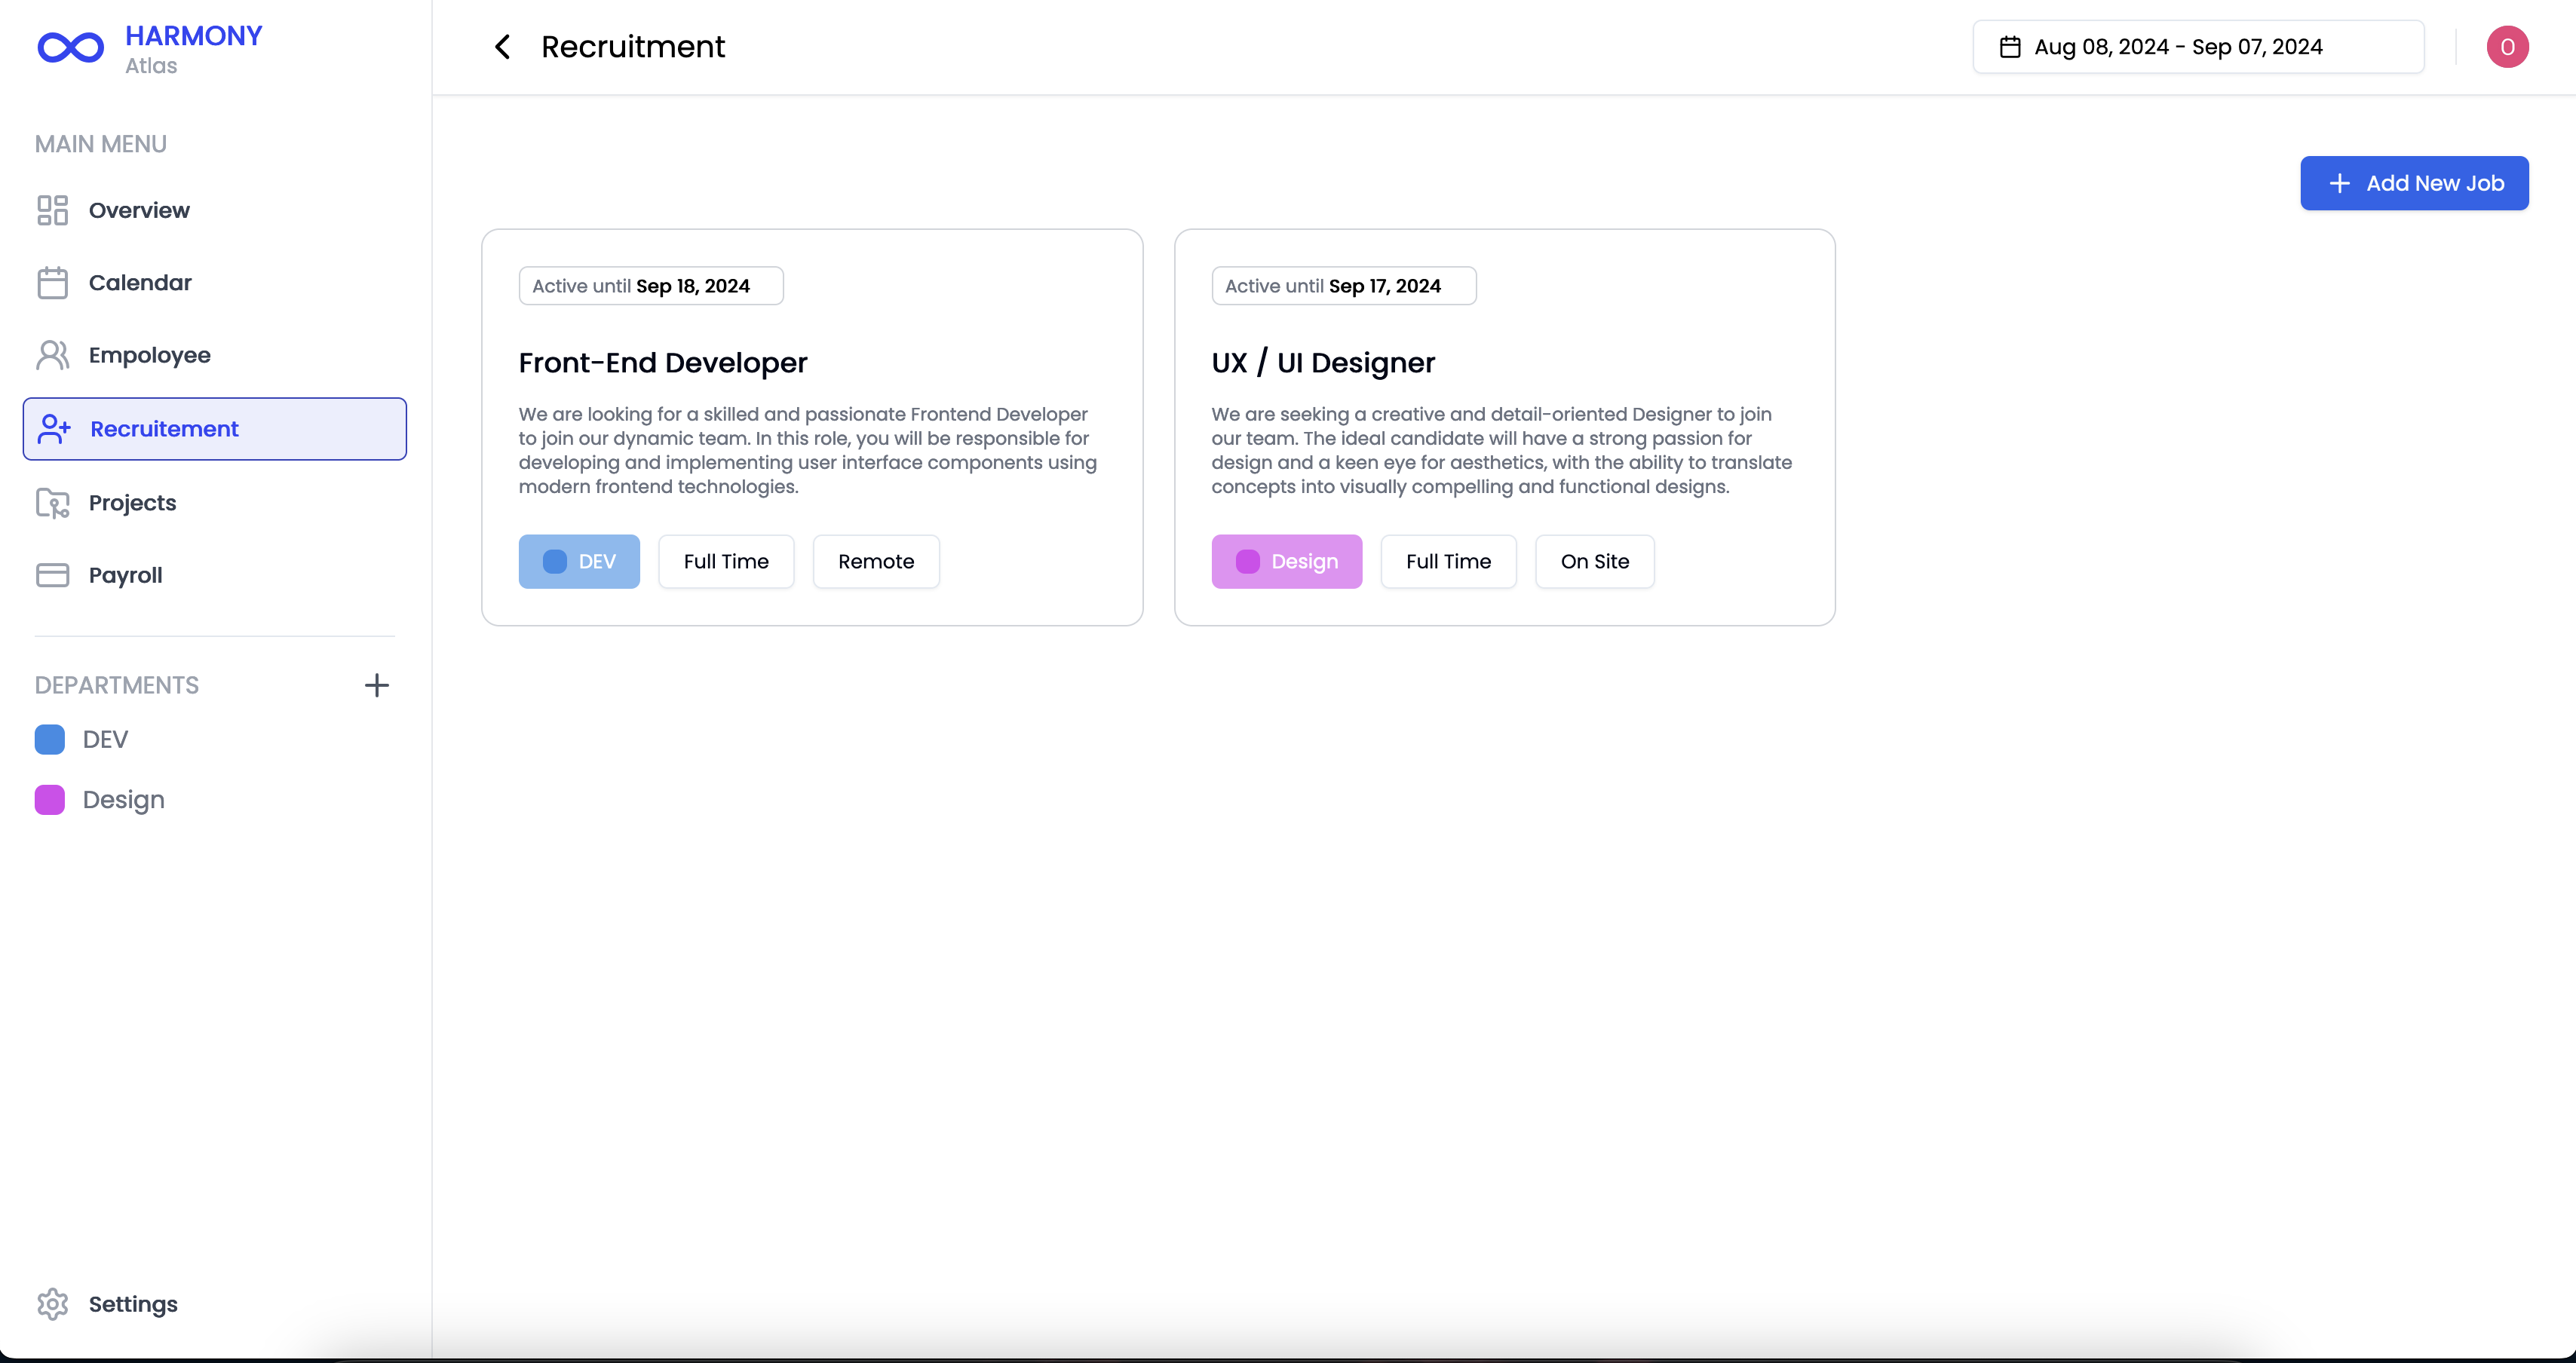 HARMONY
Atlas
MAIN MENU
Overview
Calendar
Empoloyee
Recruitement
Projects
Payroll
DEPARTMENTS
DEV
Design
Settings
Recruitment
Aug 08, 2024 - Sep 07, 2024
O
Add New Job
Active until Sep 18, 2024
Front-End Developer
We are looking for a skilled and passionate Frontend Developer
to join our dynamic team. In this role, you will be responsible for
developing and implementing user interface components using
modern frontend technologies.
DEV
Full Time
Remote
Active until Sep 17, 2024
UX / UI Designer
We are seeking a creative and detail-oriented Designer to join
our team. The ideal candidate will have a strong passion for
design and a keen eye for aesthetics, with the ability to translate
concepts into visually compelling and functional designs.
Design
Full Time
On Site